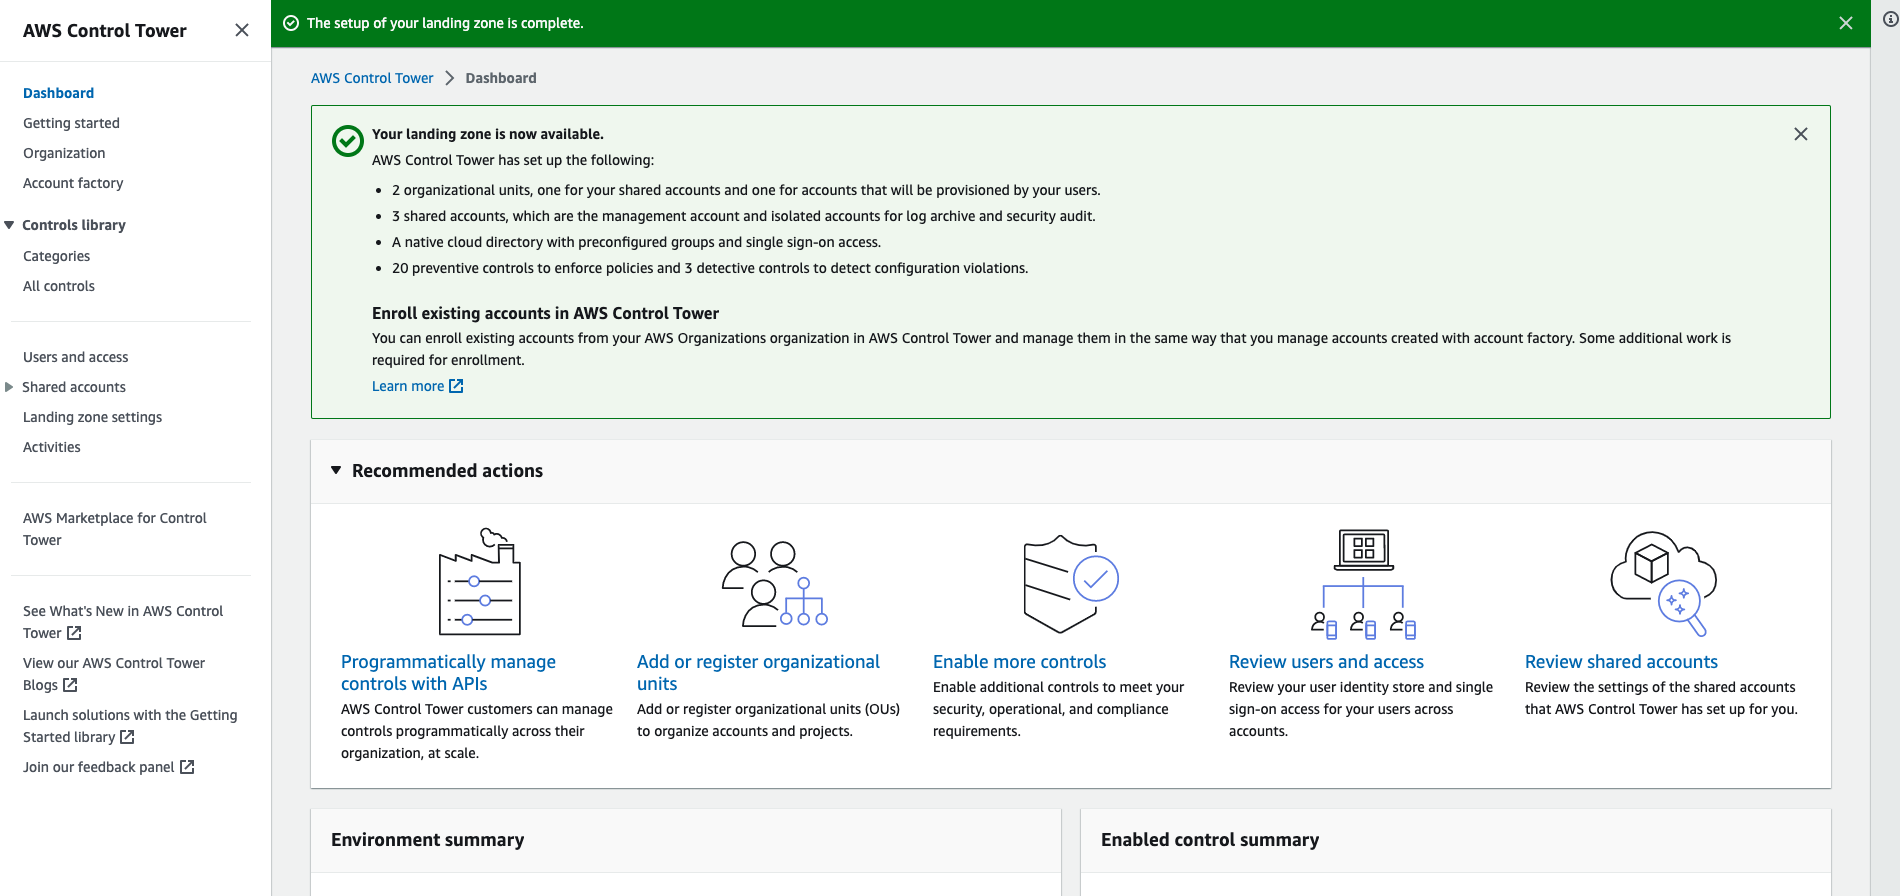 AWS Control Tower
Dashboard
Getting started
Organization
Account factory
Controls library
Categories
All controls
Users and access
Shared accounts
Landing zone settings
Activities
AWS Marketplace for Control
Tower
See What's New in AWS Control
Tower
View our AWS Control Tower
Blogs
Launch solutions with the Getting
Started library
Join our feedback panel
The setup of your landing zone is complete.
AWS Control Tower > Dashboard
Your landing zone is now available.
AWS Control Tower has set up the following:
• 2 organizational units, one for your shared accounts and one for accounts that will be provisioned by your users.
• 3 shared accounts, which are the management account and isolated accounts for log archive and security audit.
• A native cloud directory with preconfigured groups and single sign-on access.
• 20 preventive controls to enforce policies and 3 detective controls to detect configuration violations.
Enroll existing accounts in AWS Control Tower
You can enroll existing accounts from your AWS Organizations organization in AWS Control Tower and manage them in the same way that you manage accounts created with account factory. Some additional work is
required for enrollment.
Learn more
Recommended actions
Programmatically manage
controls with APIs
AWS Control Tower customers can manage
controls programmatically across their
organization, at scale.
Add or register organizational
units
Add or register organizational units (OUs)
to organize accounts and projects.
Enable more controls
Enable additional controls to meet your
security, operational, and compliance
requirements.
Review users and access
Review your user identity store and single
sign-on access for your users across
accounts.
Review shared accounts
Review the settings of the shared accounts
that AWS Control Tower has set up for you.
Environment summary
Enabled control summary